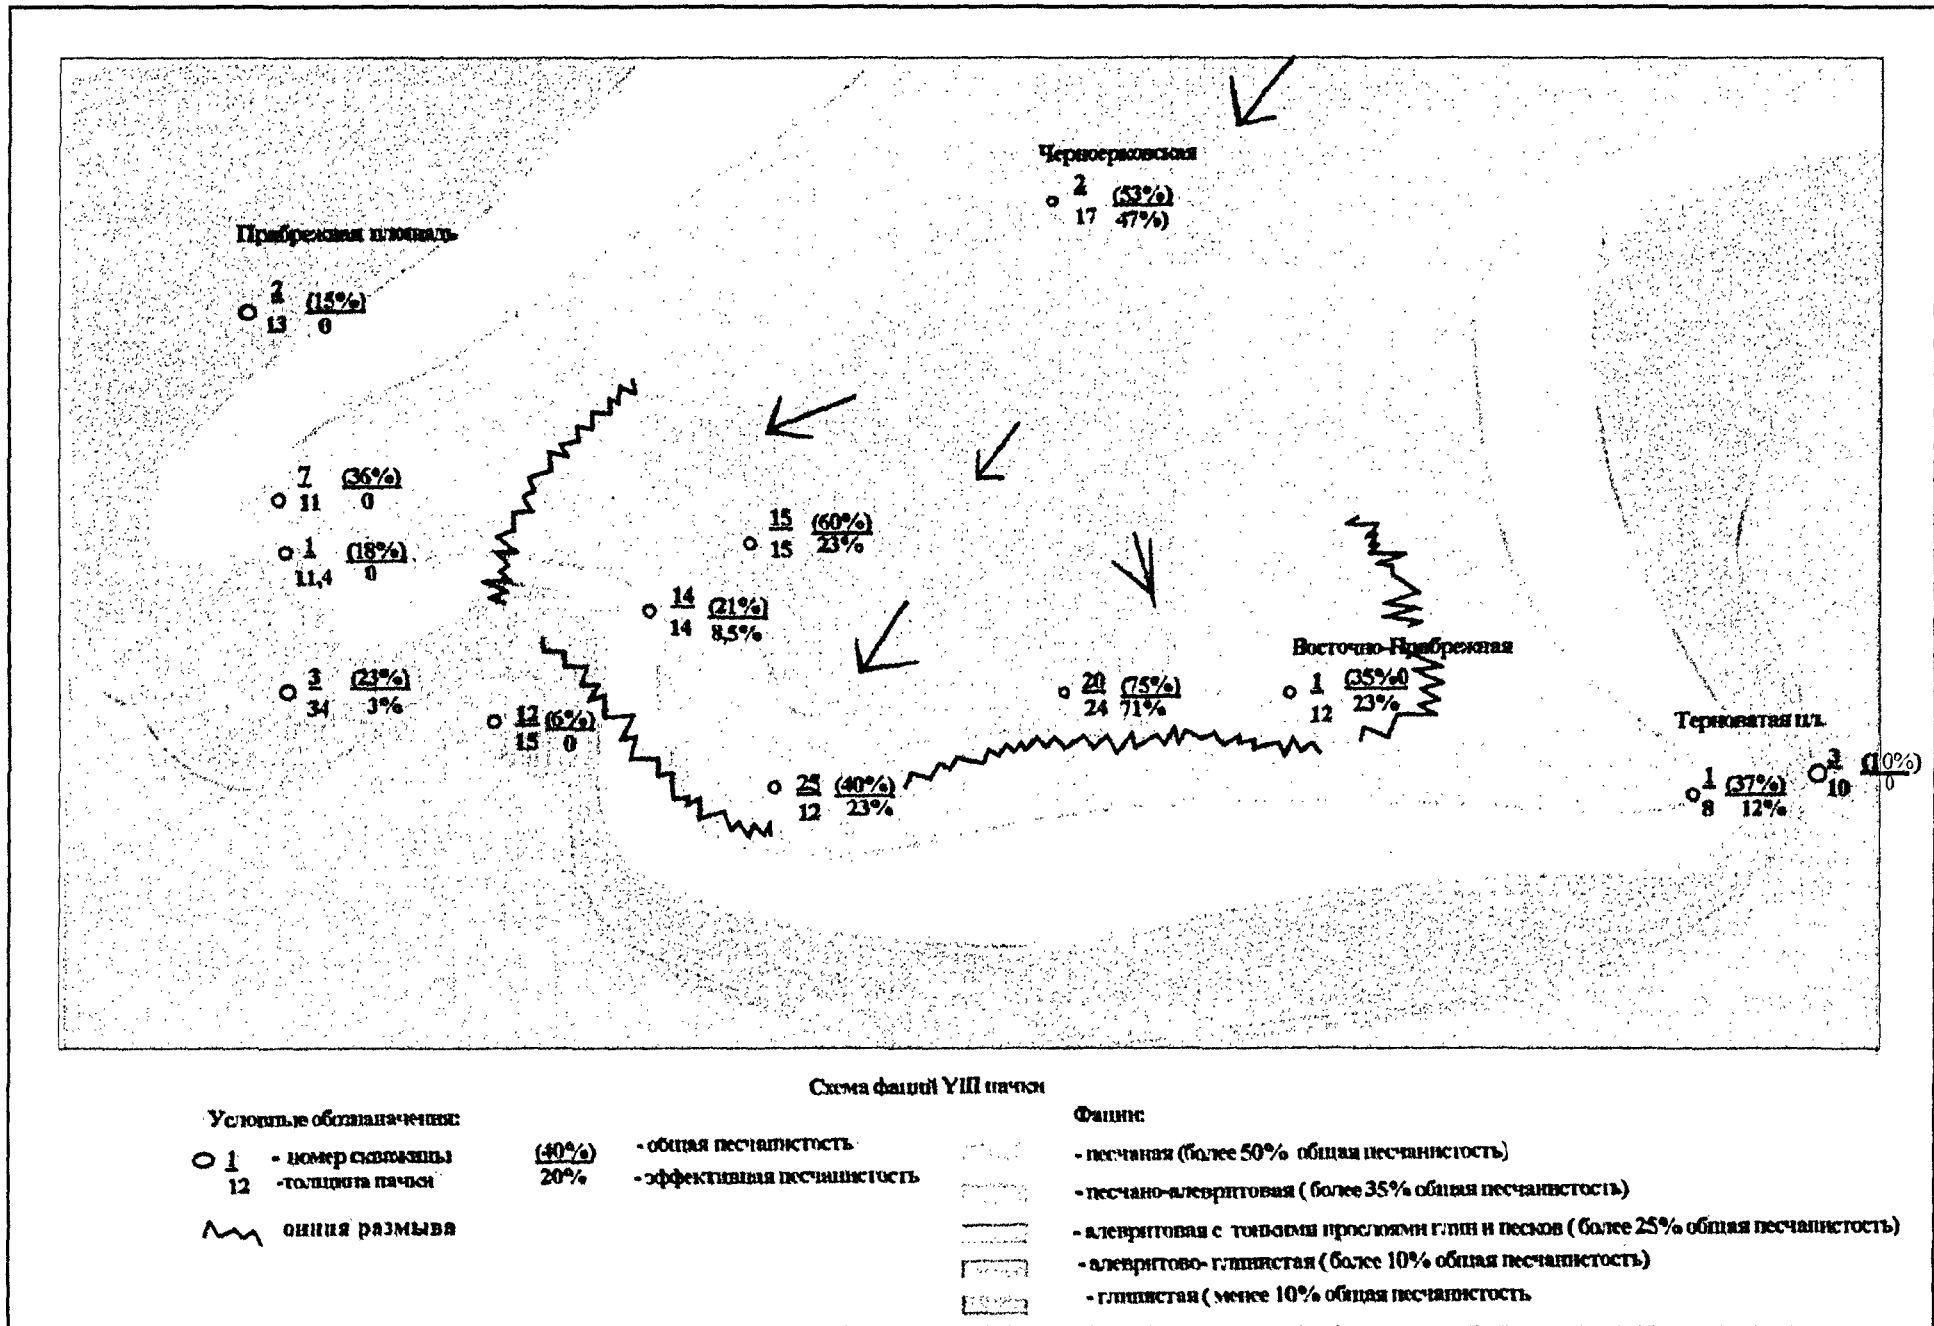 Черноерковская
2 (53%)
17 47%)
Прибрежная площадь
2 (15%)
13 0
7 (36%)
11 0
1 (18%)
11,4 0
15 (60%)
15 23%
14 (21%)
14 8,5%
Восточно-Прибрежная
3 (23%)
34 3%
12 (6%)
15 0
20 (75%)
24 71%
1 (35%0
12 23%
Терноватая пл.
25 (40%)
12 23%
1 (37%)
8 12%
3 (10%)
10 0
Схема фаций YIII пачки
Условные обозначачения:
1 - номер скважины
12 -толщина пачки
(40%) - общая песчанистость
20% - эффективная песчанистость
размыва
Фации:
- песчаная (более 50% общая песчанистость)
- песчано-алевритовая ( более 35% общая песчанистость)
- алевритовая с тонкими прослоями глин и песков ( более 25% общая песчанистость)
- алевритово- глинистая ( более 10% общая песчанистость)
- глинистая ( менее 10% общая песчанистость